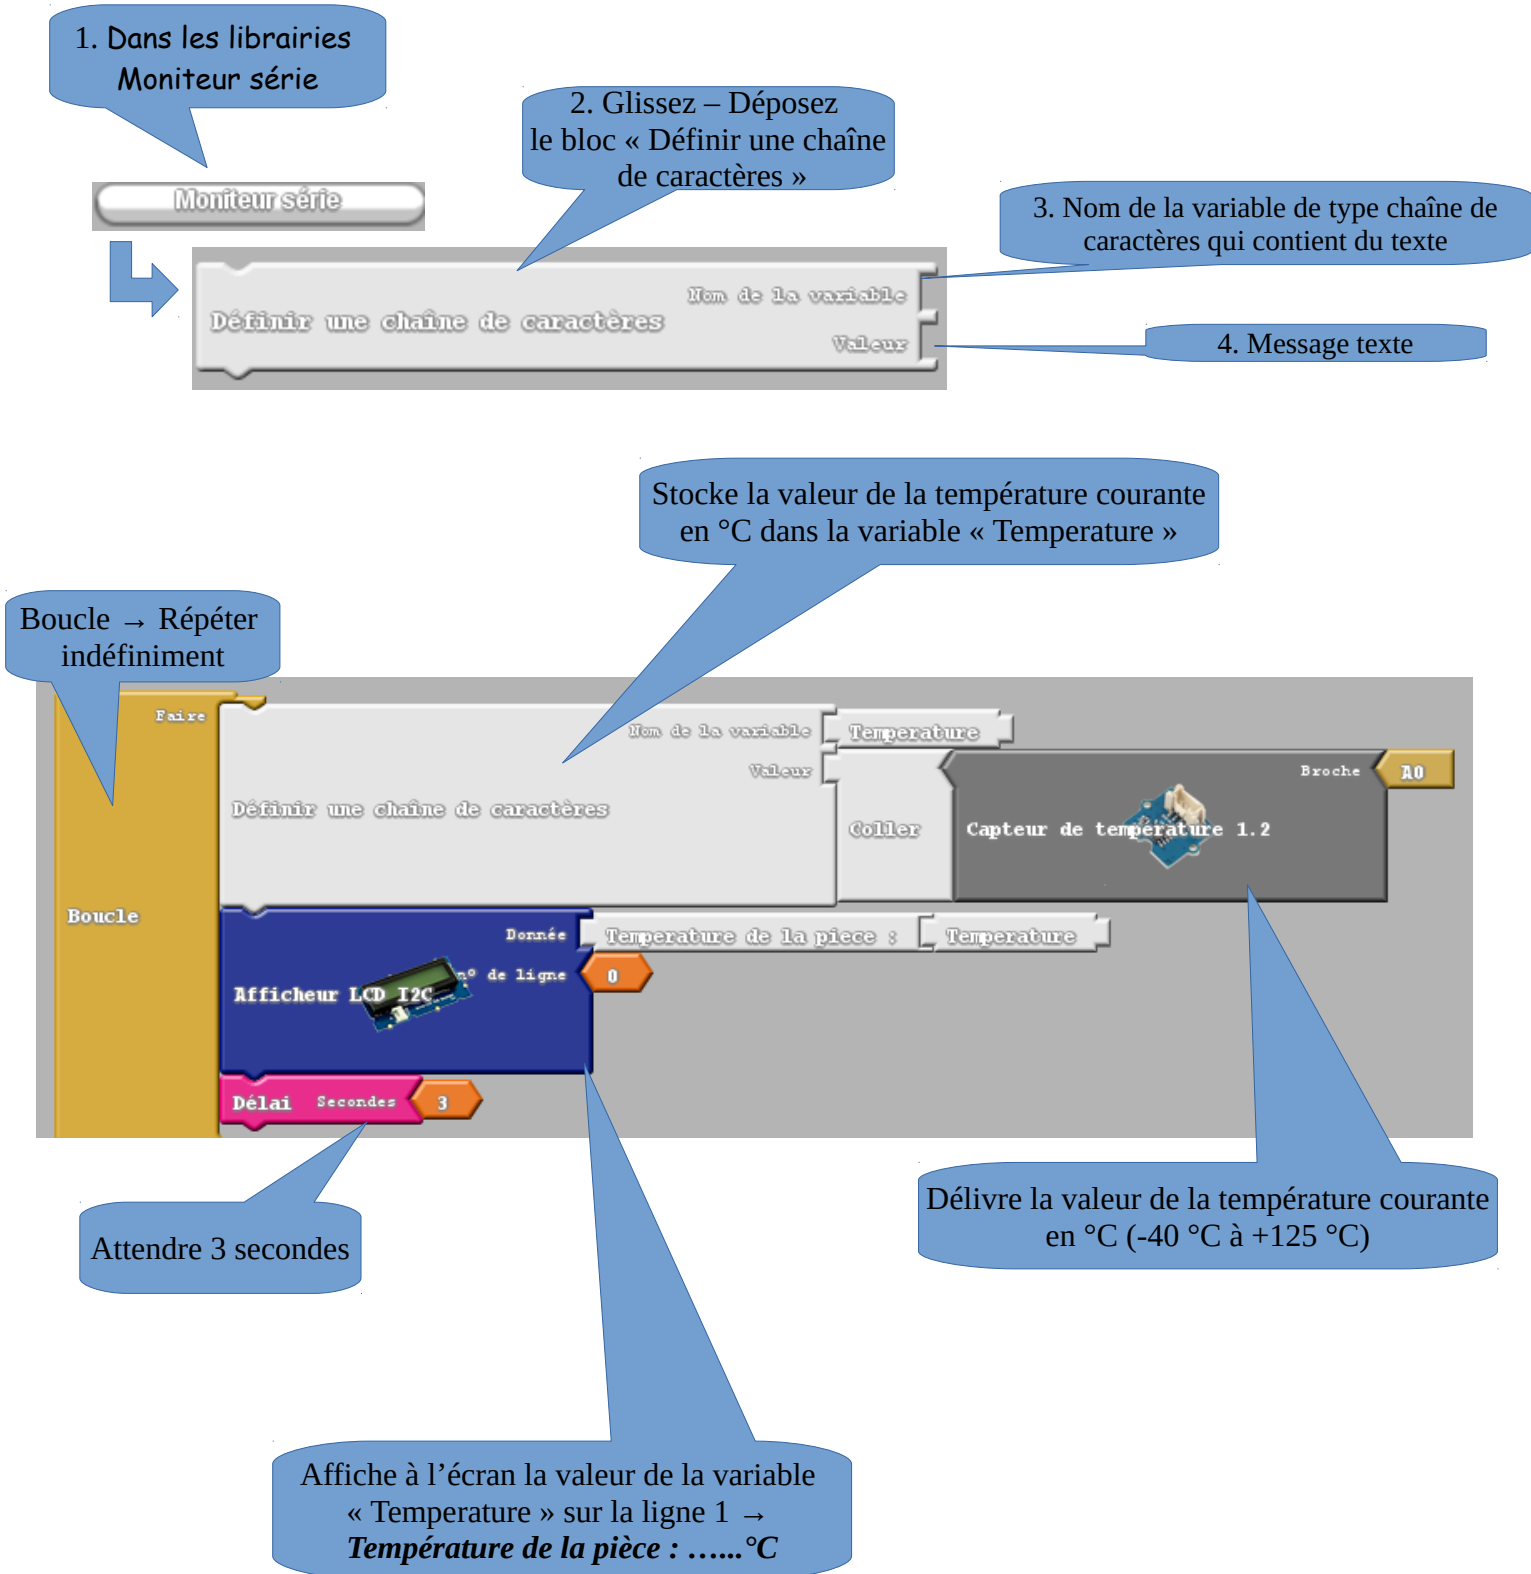 1. Dans les librairies
Moniteur série
2. Glissez – Déposez
le bloc « Définir une chaîne
de caractères »
Moniteur série
3. Nom de la variable de type chaîne de
caractères qui contient du texte
Nom de la variable
Définir une chaîne de caractères
Valeur
4. Message texte
Stocke la valeur de la température courante
en °C dans la variable « Temperature »
Boucle → Répéter
indéfiniment
Faire
Nom de la variable
Temperature
Valeur
Broche
A0
Définir une chaîne de caractères
Coller
Capteur de température 1.2
Boucle
Donnée
Temperature de la piece :
Temperature
n° de ligne
0
Afficheur LCD I2C
Délai
Secondes
3
Attendre 3 secondes
Délivre la valeur de la température courante
en °C (-40 °C à +125 °C)
Affiche à l’écran la valeur de la variable
« Temperature » sur la ligne 1 →
Température de la pièce : …...°C